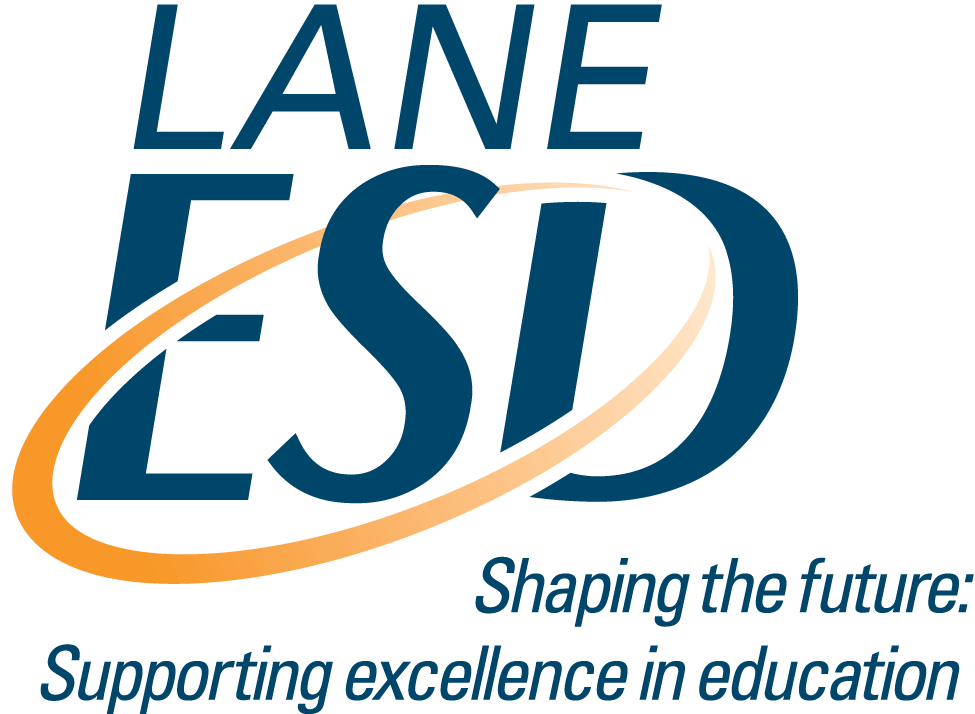 LANE
ESD
Shaping the future:
Supporting excellence in education